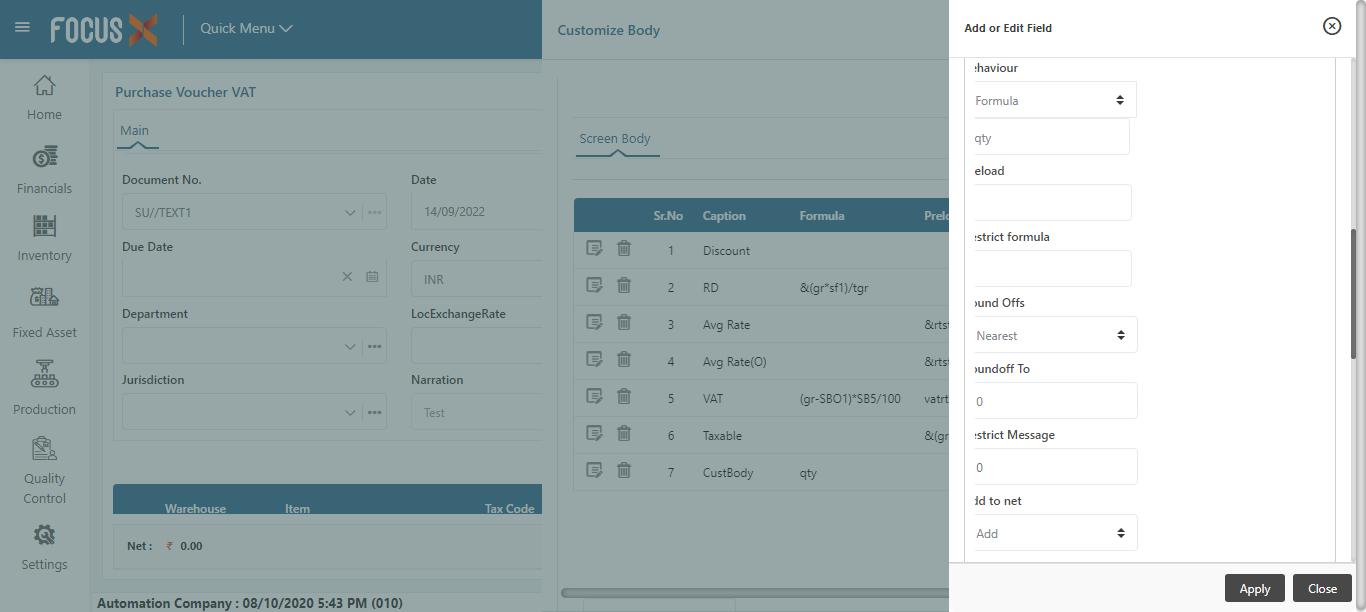 FOCUS X
Quick Menu
Home
Financials
Inventory
Fixed Asset
Production
Quality
Control
Settings
Purchase Voucher VAT
Main
Document No.
Date
SU//TEXT1
14/09/2022
Due Date
Currency
INR
Department
LocExchangeRate
Jurisdiction
Narration
Test
Warehouse Item Tax Code
Net : ₹ 0.00
Automation Company : 08/10/2020 5:43 PM (010)
Customize Body
Screen Body
Sr.No Caption Formula Prelo
1 Discount
2 RD &(gr*sf1)/tgr
3 Avg Rate &rtst
4 Avg Rate(O) &rtst
5 VAT (gr-SBO1)*SB5/100 vatrt
6 Taxable &(gr
7 CustBody qty
Add or Edit Field
ehaviour
Formula
qty
eload
estrict formula
ound Offs
Nearest
oundoff To
0
estrict Message
0
dd to net
Add
Apply Close